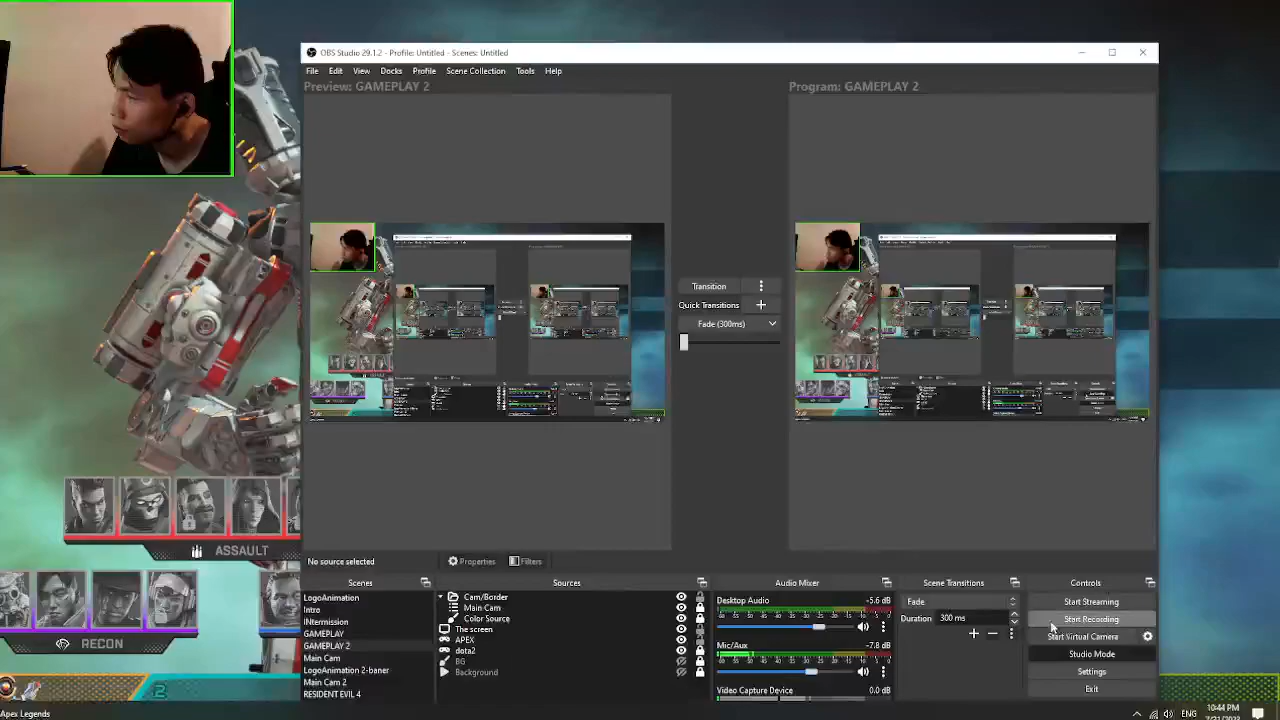 OBS Studio 29.1.2 - Profile: Untitled - Scenes: Untitled
File Edit View Docks Profile Scene Collection Tools Help
Preview: GAMEPLAY 2
Program: GAMEPLAY 2
Transition
Quick Transitions
Fade (300ms)
No source selected
Properties
Filters
Scenes
LogoAnimation
Intro
INtermission
GAMEPLAY
GAMEPLAY 2
Main Cam
LogoAnimation 2-baner
Main Cam 2
RESIDENT EVIL 4
Sources
Cam/Border
Main Cam
Color Source
The screen
APEX
data2
BG
Background
Audio Mixer
Desktop Audio -5.6 dB
Mic/Aux -7.8 dB
Video Capture Device 0.0 dB
Scene Transitions
Fade
Duration 300 ms
Controls
Start Streaming
Start Recording
Start Virtual Camera
Studio Mode
Settings
Exit
ASSAULT
RECON
2
Apex Legends
ENG
10:44 PM